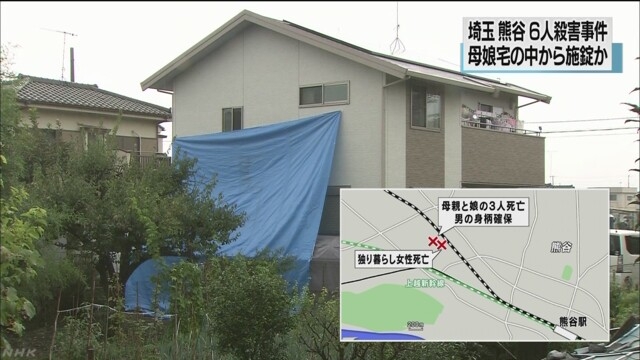 埼玉 熊谷 6人殺害事件
母娘宅の中から施錠か
母親と娘の3人死亡
男の身柄確保
熊谷
独り暮らし女性死亡
上越新幹線
200m
熊谷駅
NHK